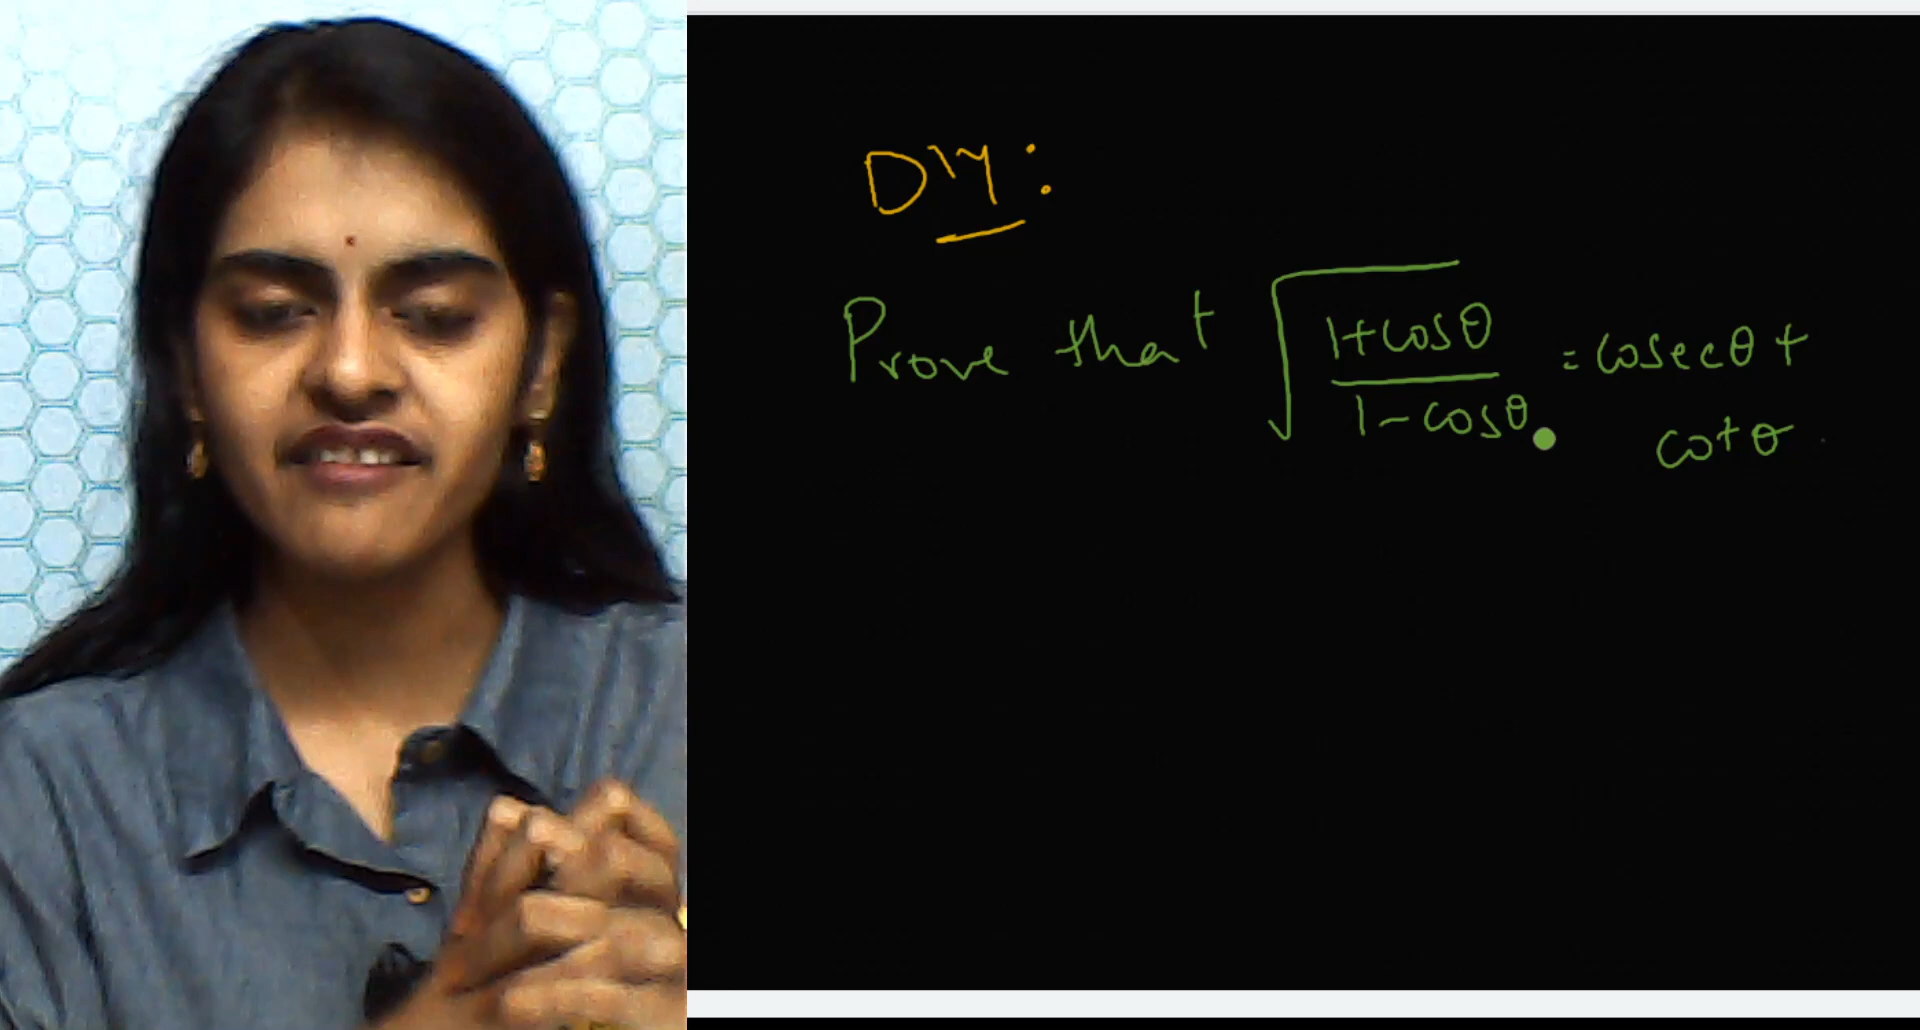 DIY:
Prove that √(1+cosθ / 1-cosθ) = cosecθ +
cotθ